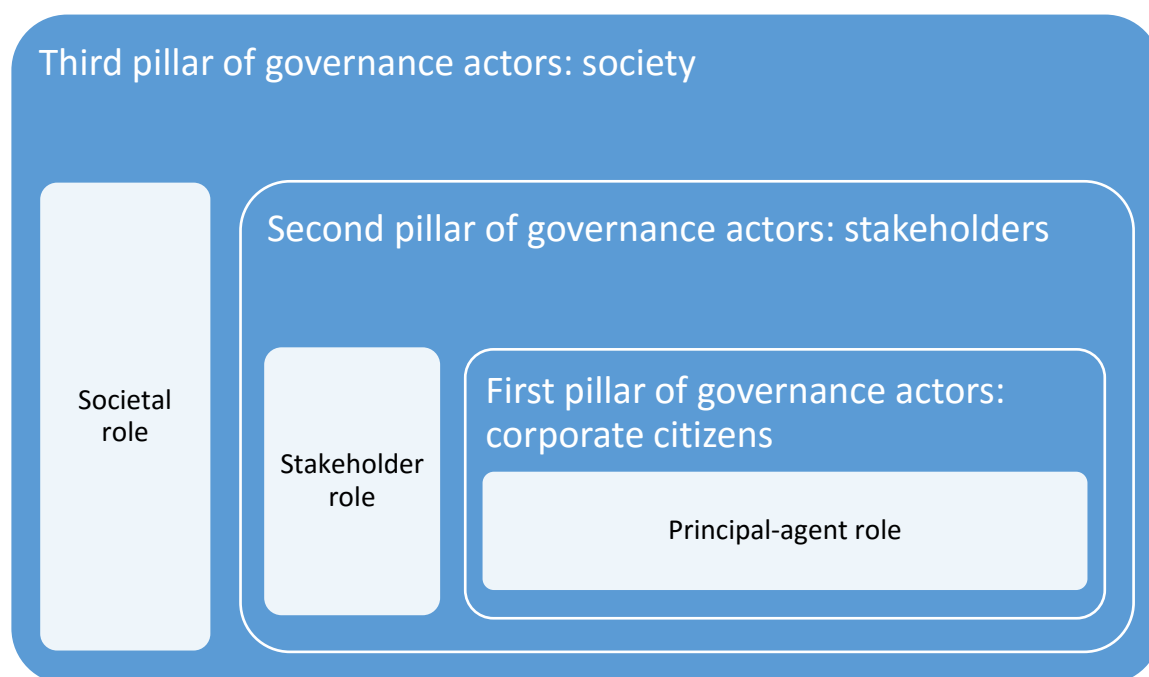 Third pillar of governance actors: society
Second pillar of governance actors: stakeholders
First pillar of governance actors:
corporate citizens
Societal
role
Stakeholder
role
Principal-agent role